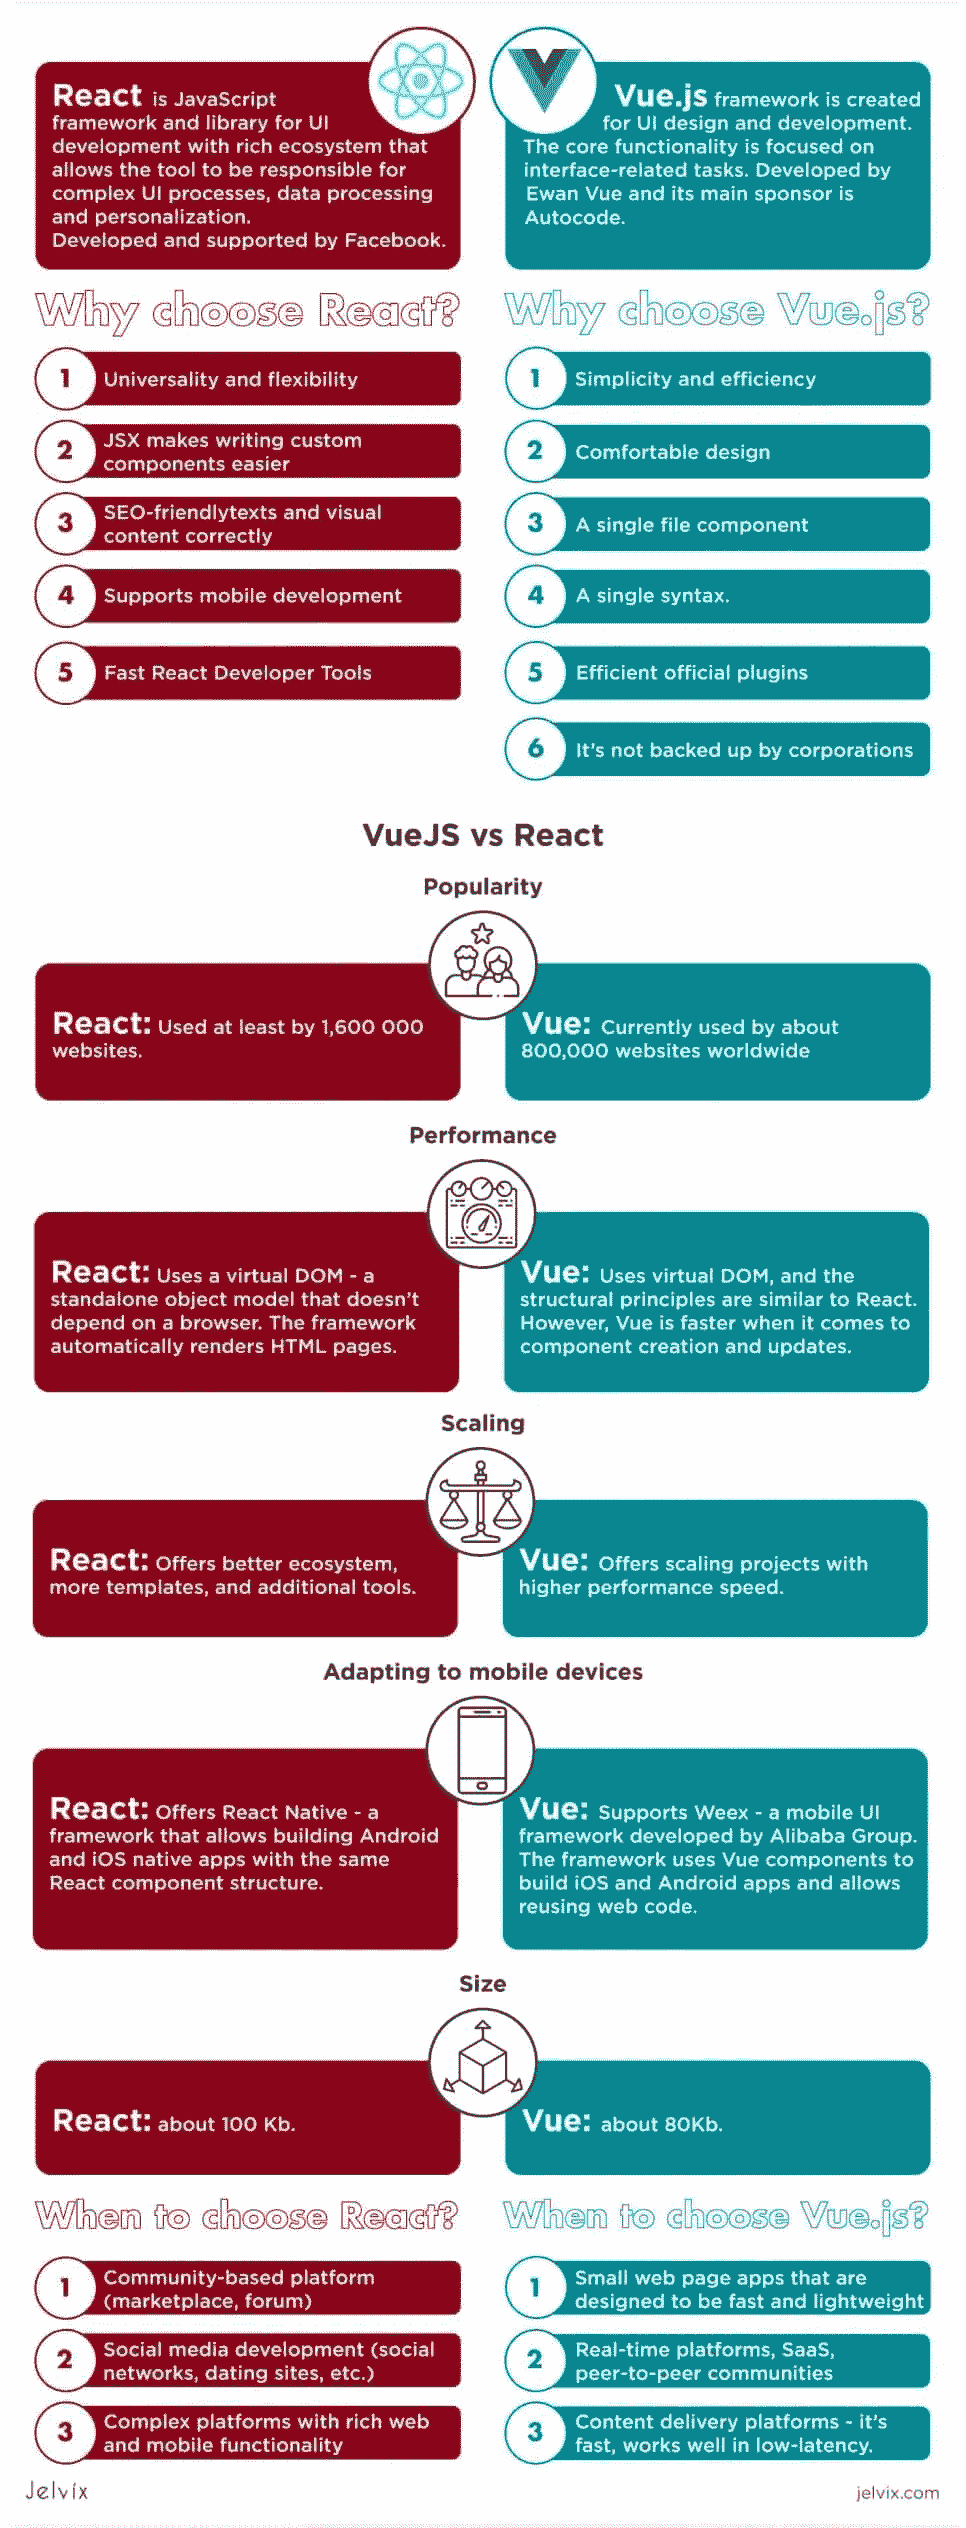 React is JavaScript
framework and library for UI
development with rich ecosystem that
allows the tool to be responsible for
complex UI processes, data processing
and personalization.
Developed and supported by Facebook.
Vue.js framework is created
for UI design and development.
The core functionality is focused on
interface-related tasks. Developed by
Ewan Vue and its main sponsor is
Autocode.
Why choose React?
1 Universality and flexibility
2 JSX makes writing custom
components easier
3 SEO-friendlytexts and visual
content correctly
4 Supports mobile development
5 Fast React Developer Tools
Why choose Vue.js?
1 Simplicity and efficiency
2 Comfortable design
3 A single file component
4 A single syntax.
5 Efficient official plugins
6 It's not backed up by corporations
VueJS vs React
Popularity
React: Used at least by 1,600 000
websites.
Vue: Currently used by about
800,000 websites worldwide
Performance
React: Uses a virtual DOM - a
standalone object model that doesn't
depend on a browser. The framework
automatically renders HTML pages.
Vue: Uses virtual DOM, and the
structural principles are similar to React.
However, Vue is faster when it comes to
component creation and updates.
Scaling
React: Offers better ecosystem,
more templates, and additional tools.
Vue: Offers scaling projects with
higher performance speed.
Adapting to mobile devices
React: Offers React Native - a
framework that allows building Android
and iOS native apps with the same
React component structure.
Vue: Supports Weex - a mobile UI
framework developed by Alibaba Group.
The framework uses Vue components to
build iOS and Android apps and allows
reusing web code.
Size
React: about 100 Kb.
Vue: about 80Kb.
When to choose React?
1 Community-based platform
(marketplace, forum)
2 Social media development (social
networks, dating sites, etc.)
3 Complex platforms with rich web
and mobile functionality
When to choose Vue.js?
1 Small web page apps that are
designed to be fast and lightweight
2 Real-time platforms, SaaS,
peer-to-peer communities
3 Content delivery platforms - it's
fast, works well in low-latency.
Jelvix
jelvix.com